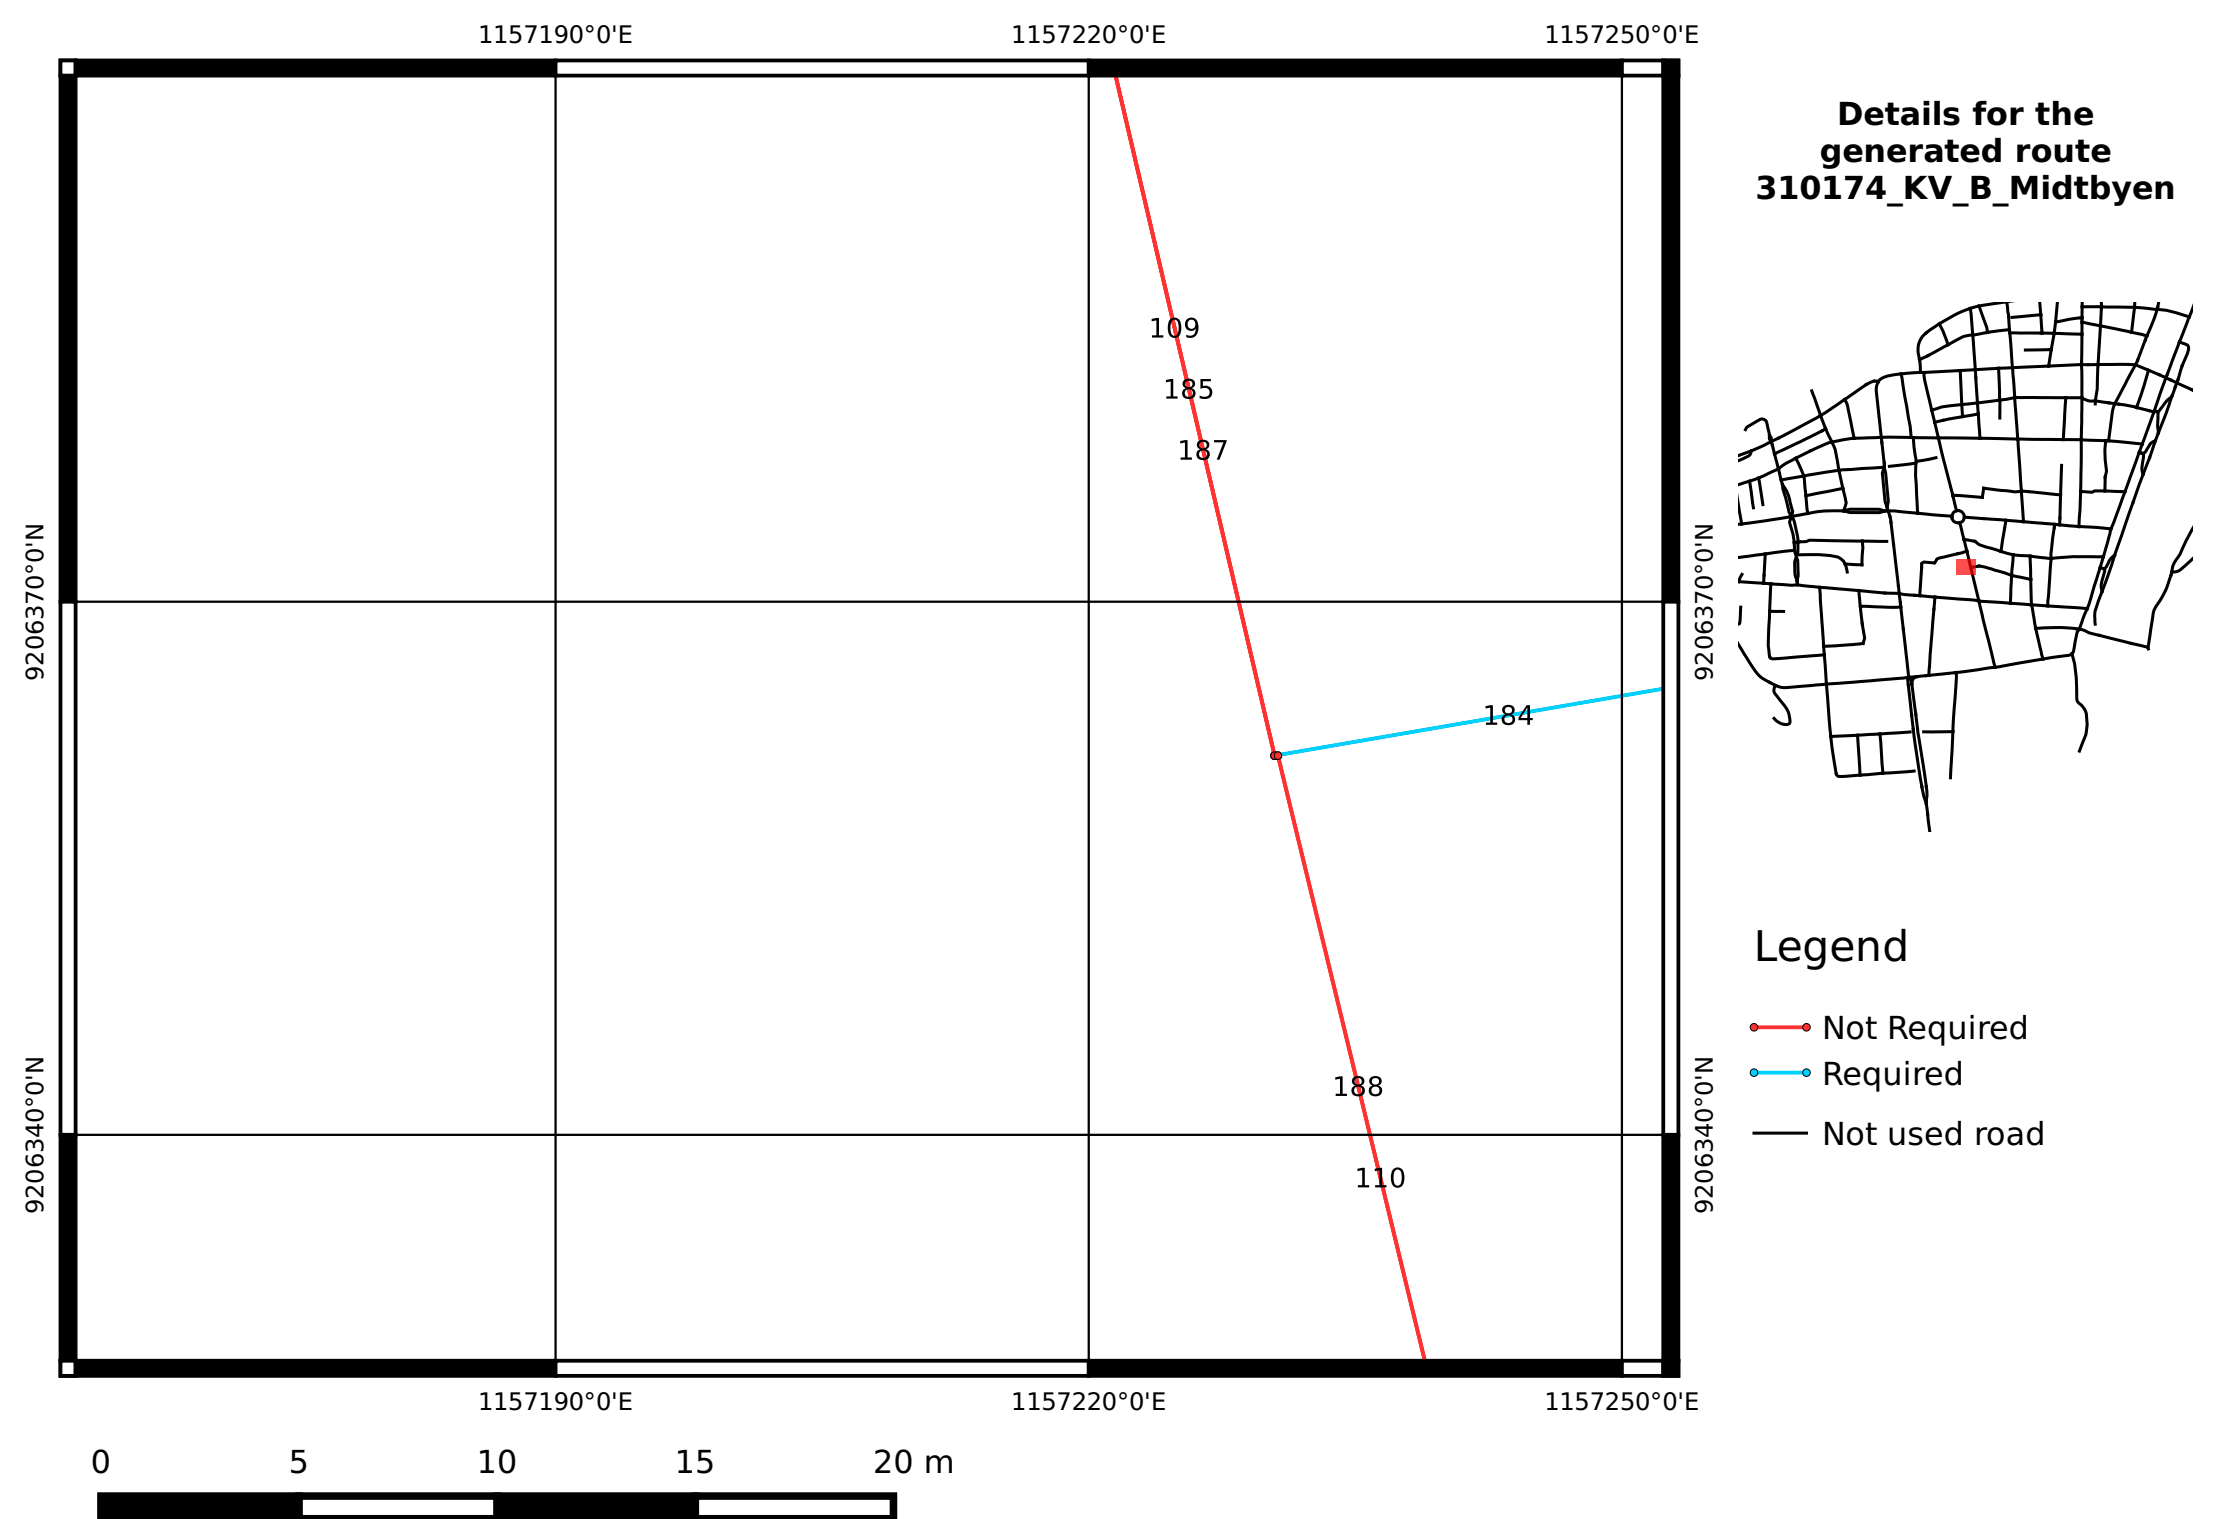 1157190°0'E 1157220°0'E 1157250°0'E
Details for the
generated route
310174_KV_B_Midtbyen
109
185
187
9206370°0'N
9206370°0'N
184
Legend
Not Required
Required
Not used road
188
9206340°0'N
9206340°0'N
110
1157190°0'E 1157220°0'E 1157250°0'E
0 5 10 15 20 m